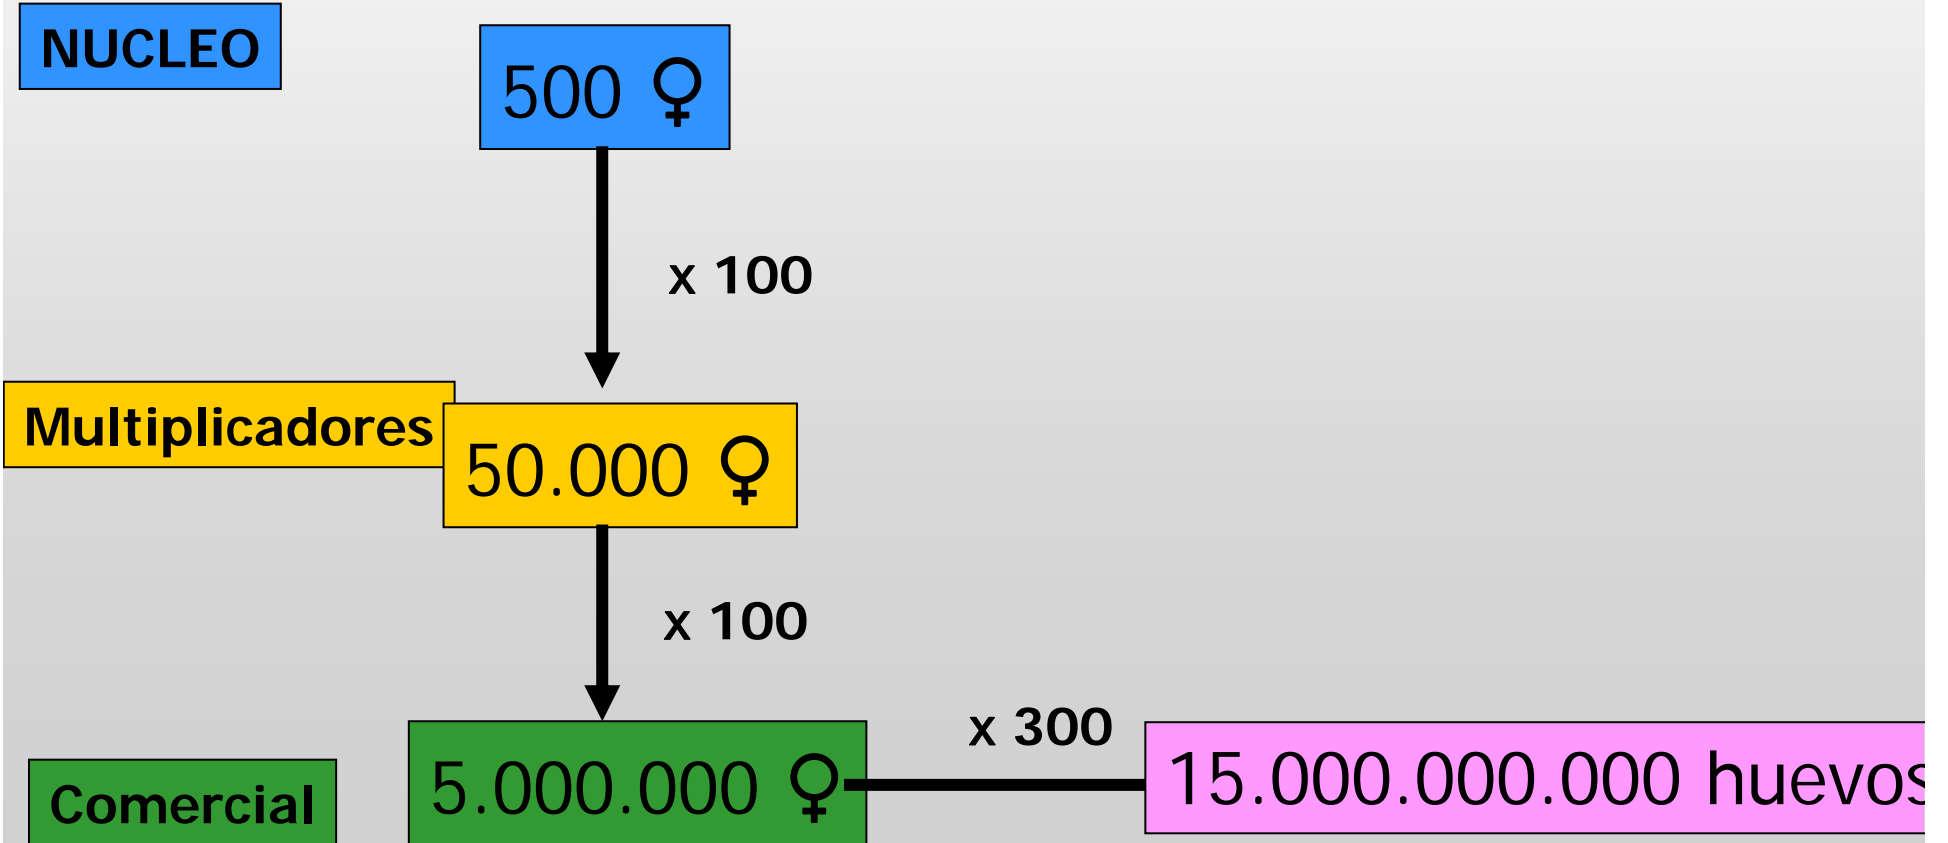 NUCLEO
500 ♀
x 100
Multiplicadores
50.000 ♀
x 100
x 300
5.000.000 ♀
15.000.000.000 huevos
Comercial